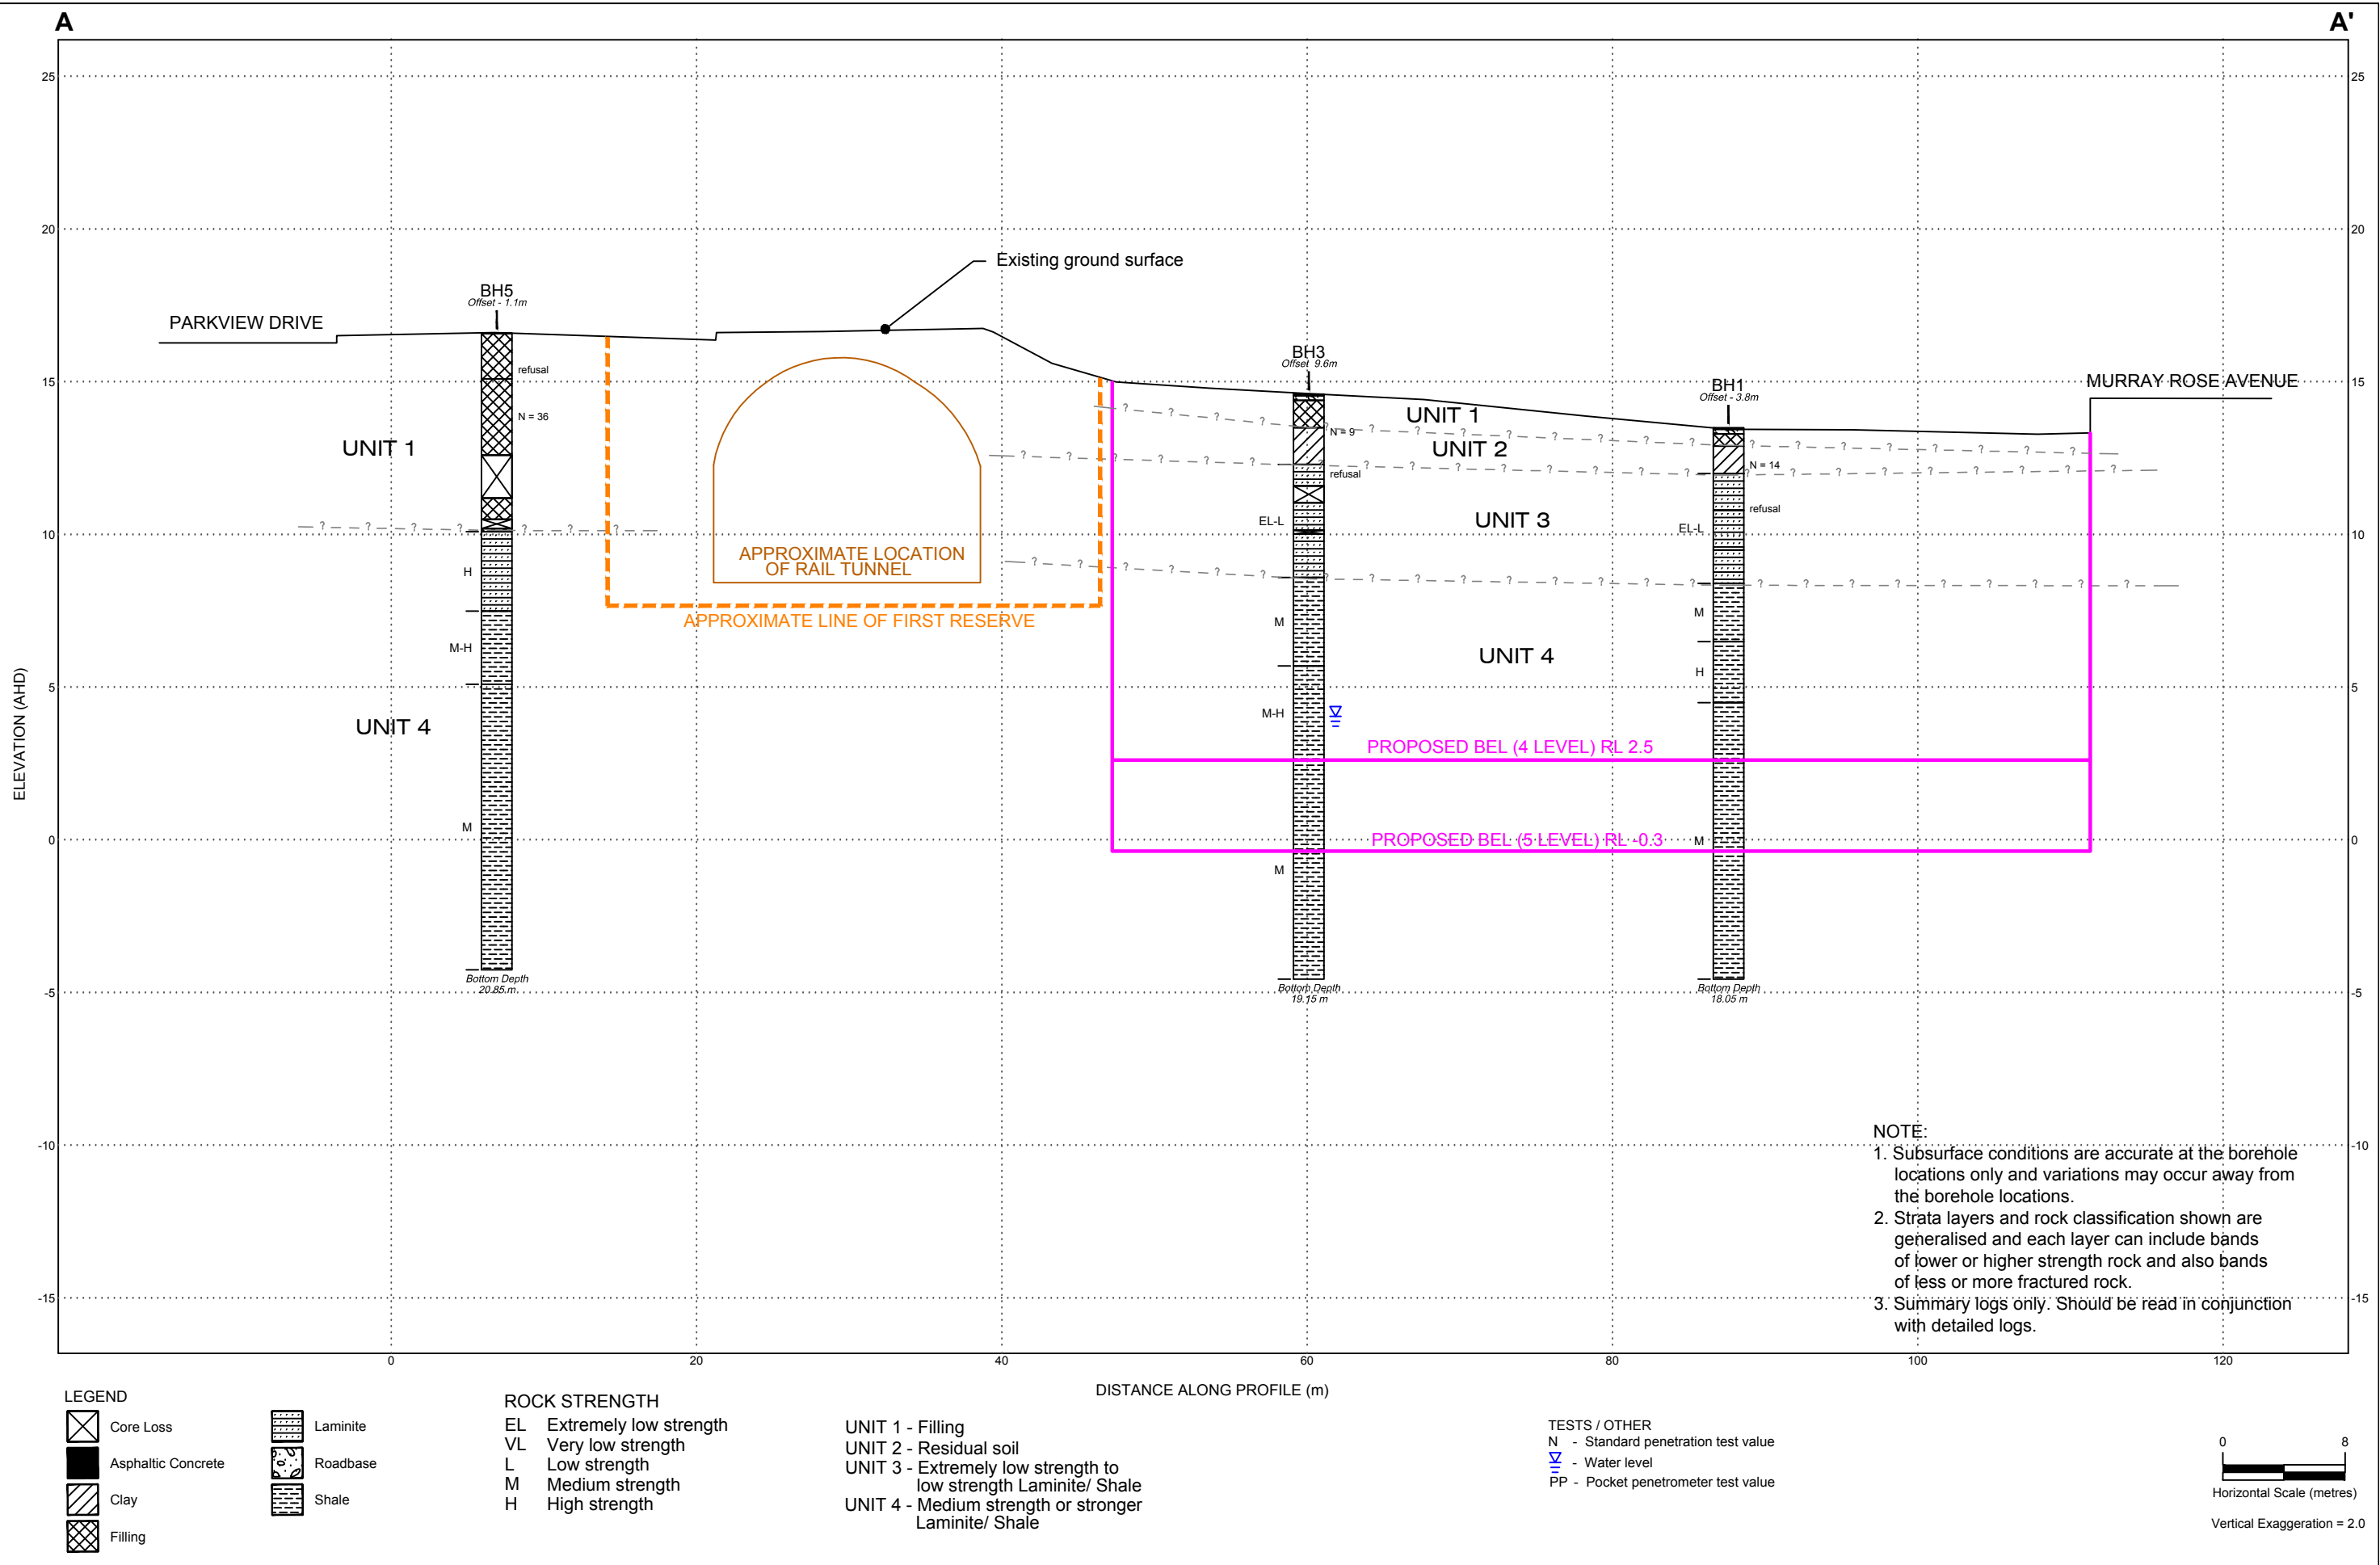 A
A'
25
25
20
20
Existing ground surface
BH5
Offset - 1.1m
PARKVIEW DRIVE
BH3
Offset 9.6m
refusal
15
15
BH1
Offset - 3.8m
MURRAY ROSE AVENUE
N = 36
UNIT 1
UNIT 1
N = 9
UNIT 2
UNIT 3
UNIT 4
refusal
N = 14
refusal
EL-L
EL-L
10
10
APPROXIMATE LOCATION
OF RAIL TUNNEL
H
APPROXIMATE LINE OF FIRST RESERVE
M
M
M-H
H
5
5
ELEVATION (AHD)
UNIT 4
M-H
PROPOSED BEL (4 LEVEL) RL 2.5
M
0
0
PROPOSED BEL (5 LEVEL) RL -0.3
M
M
Bottom Depth
20.85 m
Bottom Depth
19.15 m
Bottom Depth
18.05 m
-5
-5
-10
-10
-15
-15
NOTE:
1. Subsurface conditions are accurate at the borehole
locations only and variations may occur away from
the borehole locations.
2. Strata layers and rock classification shown are
generalised and each layer can include bands
of lower or higher strength rock and also bands
of less or more fractured rock.
3. Summary logs only. Should be read in conjunction
with detailed logs.
0
20
40
60
80
100
120
DISTANCE ALONG PROFILE (m)
LEGEND
Core Loss
Asphaltic Concrete
Clay
Filling
Laminite
Roadbase
Shale
ROCK STRENGTH
EL Extremely low strength
VL Very low strength
L Low strength
M Medium strength
H High strength
UNIT 1 - Filling
UNIT 2 - Residual soil
UNIT 3 - Extremely low strength to
low strength Laminite/ Shale
UNIT 4 - Medium strength or stronger
Laminite/ Shale
TESTS / OTHER
N - Standard penetration test value
- Water level
PP - Pocket penetrometer test value
0 8
Horizontal Scale (metres)
Vertical Exaggeration = 2.0